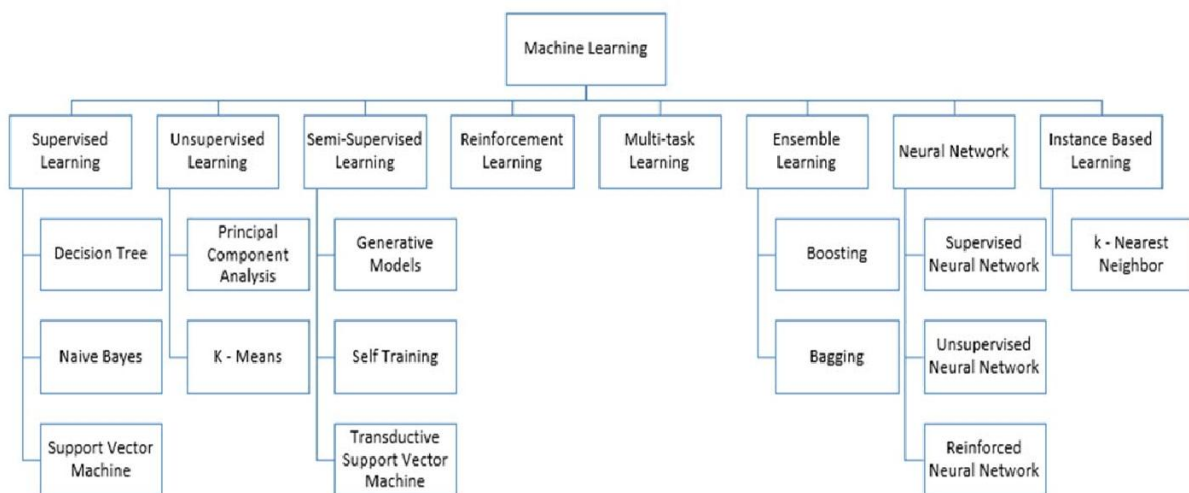 Machine Learning
Supervised
Learning
Unsupervised
Learning
Semi-Supervised
Learning
Reinforcement
Learning
Multi-task
Learning
Ensemble
Learning
Neural Network
Instance Based
Learning
Decision Tree
Principal
Component
Analysis
Generative
Models
Boosting
Supervised
Neural Network
k - Nearest
Neighbor
Naive Bayes
K - Means
Self Training
Bagging
Unsupervised
Neural Network
Support Vector
Machine
Transductive
Support Vector
Machine
Reinforced
Neural Network